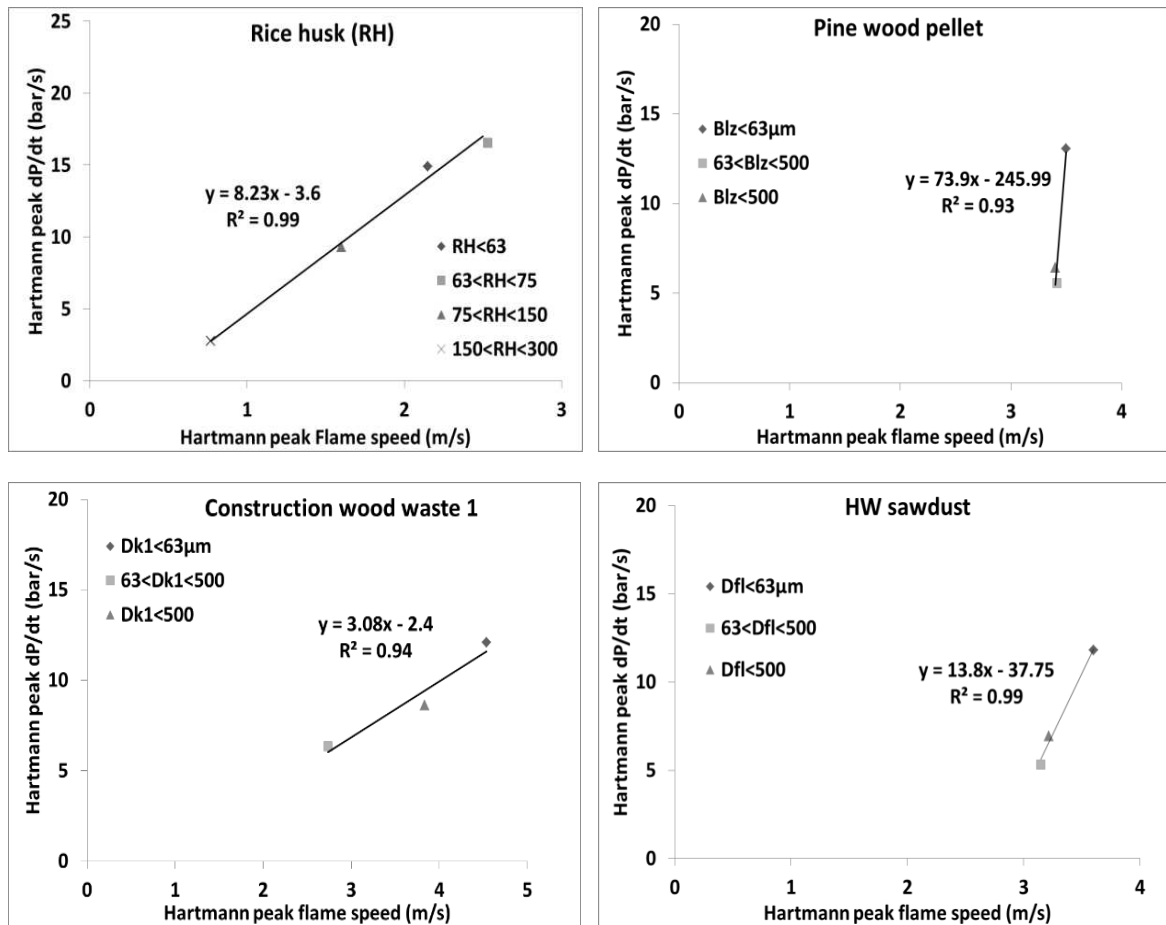 Rice husk (RH)
Hartmann peak dP/dt (bar/s)
25
20
15
10
5
0
y = 8.23x - 3.6
R² = 0.99
RH<63
63<RH<75
75<RH<150
150<RH<300
0 1 2 3
Hartmann peak Flame speed (m/s)
Pine wood pellet
Hartmann peak dP/dt (bar/s)
20
15
10
5
0
Blz<63µm
63<Blz<500
Blz<500
y = 73.9x - 245.99
R² = 0.93
0 1 2 3 4
Hartmann peak flame speed (m/s)
Construction wood waste 1
Hartmann peak dP/dt (bar/s)
20
15
10
5
0
Dk1<63µm
63<Dk1<500
Dk1<500
y = 3.08x - 2.4
R² = 0.94
0 1 2 3 4 5
Hartmann peak flame speed (m/s)
HW sawdust
Hartmann peak dP/dt (bar/s)
20
15
10
5
0
Dfl<63µm
63<Dfl<500
Dfl<500
y = 13.8x - 37.75
R² = 0.99
0 1 2 3 4
Hartmann peak flame speed (m/s)